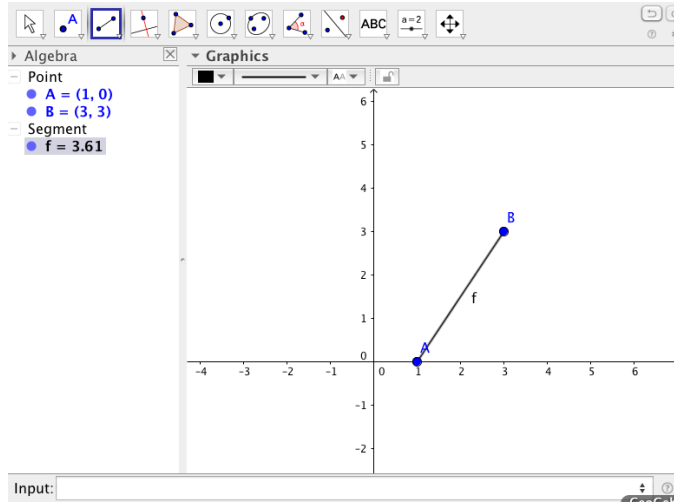 A
ABC
a=2
Algebra
Graphics
Point
A = (1, 0)
B = (3, 3)
Segment
f = 3.61
AA
6
5
4
3
2
1
0
-1
-2
-4 -3 -2 -1 0 1 2 3 4 5 6
B
f
A
Input: